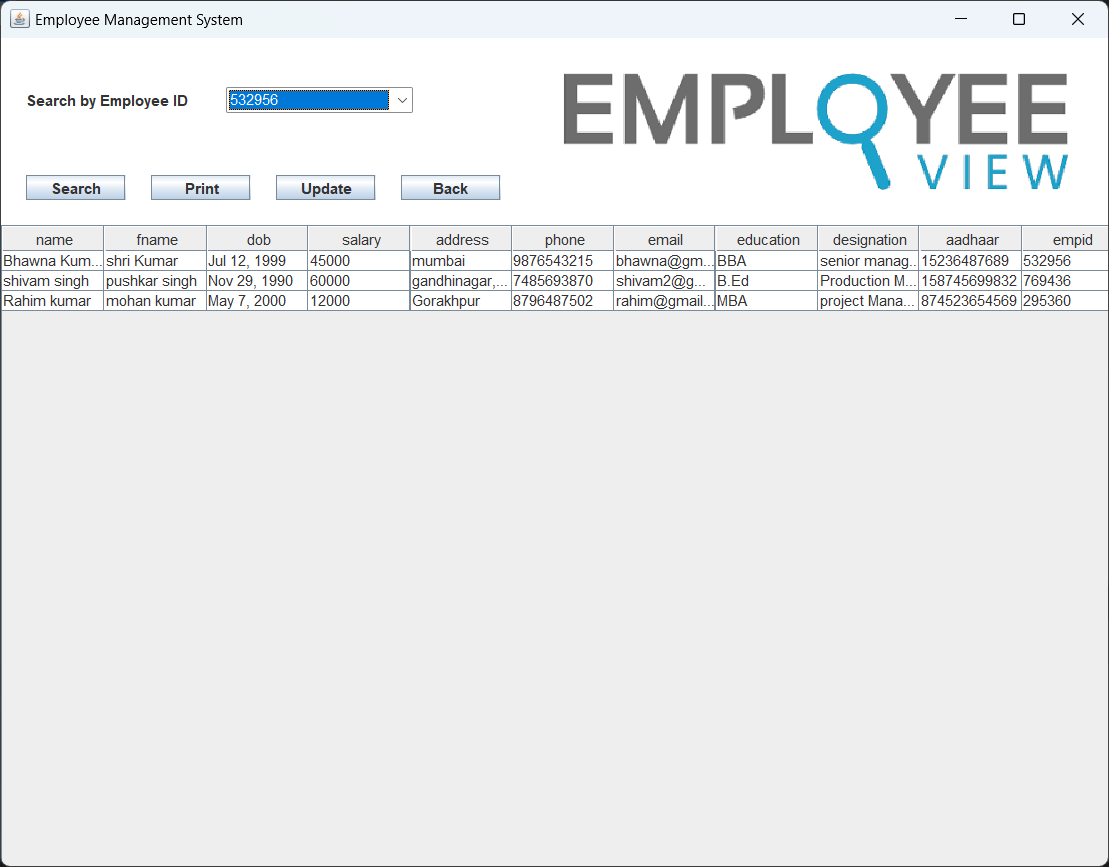 Employee Management System
Search by Employee ID 532956
EMPLOYEE
VIEW
Search Print Update Back
name fname dob salary address phone email education designation aadhaar empid
Bhawna Kum... shri Kumar Jul 12, 1999 45000 mumbai 9876543215 bhawna@gm... BBA senior manag... 15236487689 532956
shivam singh pushkar singh Nov 29, 1990 60000 gandhinagar,... 7485693870 shivam2@g... B.Ed Production M... 158745699832 769436
Rahim kumar mohan kumar May 7, 2000 12000 Gorakhpur 8796487502 rahim@gmail... MBA project Mana... 874523654569 295360